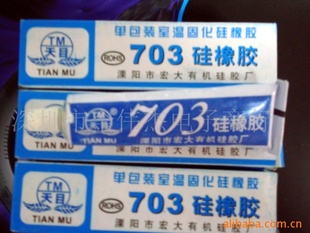 TM
天目
TIAN MU
单包装室温固化硅橡胶
ROHS
703 硅橡胶
溧阳市宏大有机硅胶厂
天目
TIAN MU
703 硅橡胶
溧阳市宏大有机硅胶厂
TM
天目
TIAN MU
单包装室温固化硅橡胶
ROHS
703 硅橡胶
溧阳市宏大有机硅胶厂
alibaba.com.cn